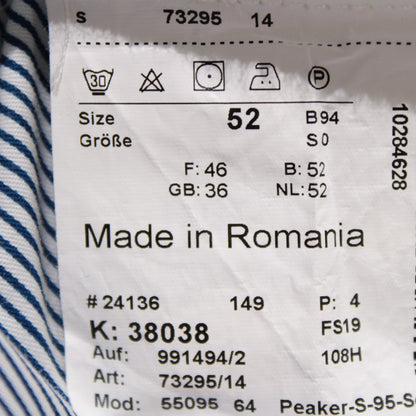 S 73295 14
30 P
Size 52 B94
Größe S0
F: 46 B: 52
GB: 36 NL: 52
Made in Romania
# 24136 149 P: 4
K: 38038 FS19
Auf: 991494/2 108H
Art: 73295/14
Mod: 55095 64 Peaker-S-95-S
10284628